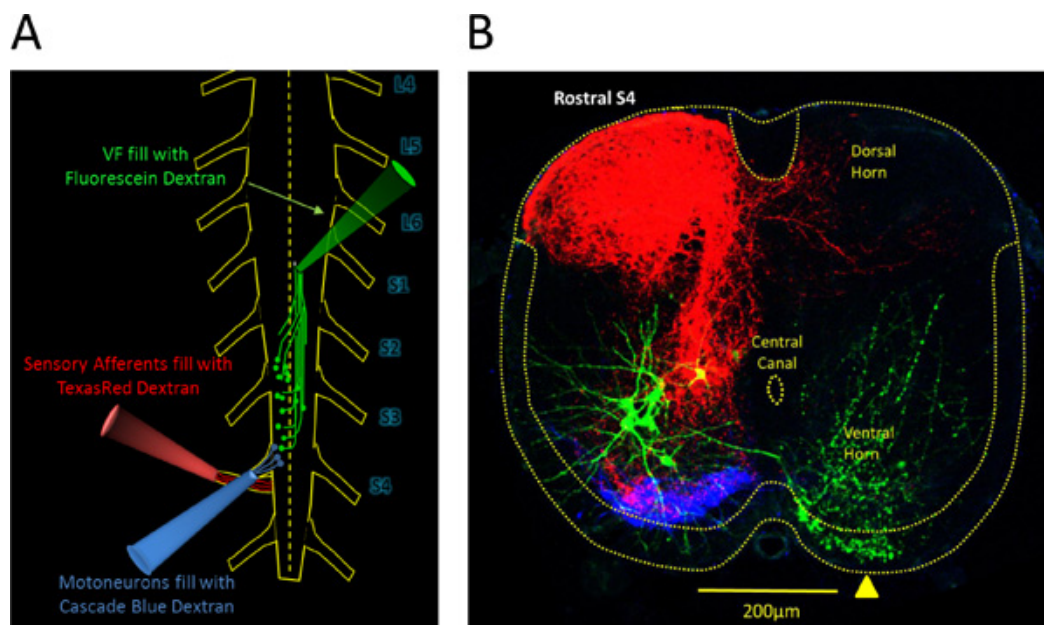 A
B
L4
VF fill with
Fluorescein Dextran
L5
L6
S1
S2
Sensory Afferents fill with
TexasRed Dextran
S3
S4
Motoneurons fill with
Cascade Blue Dextran
Rostral S4
Dorsal
Horn
Central
Canal
Ventral
Horn
200µm